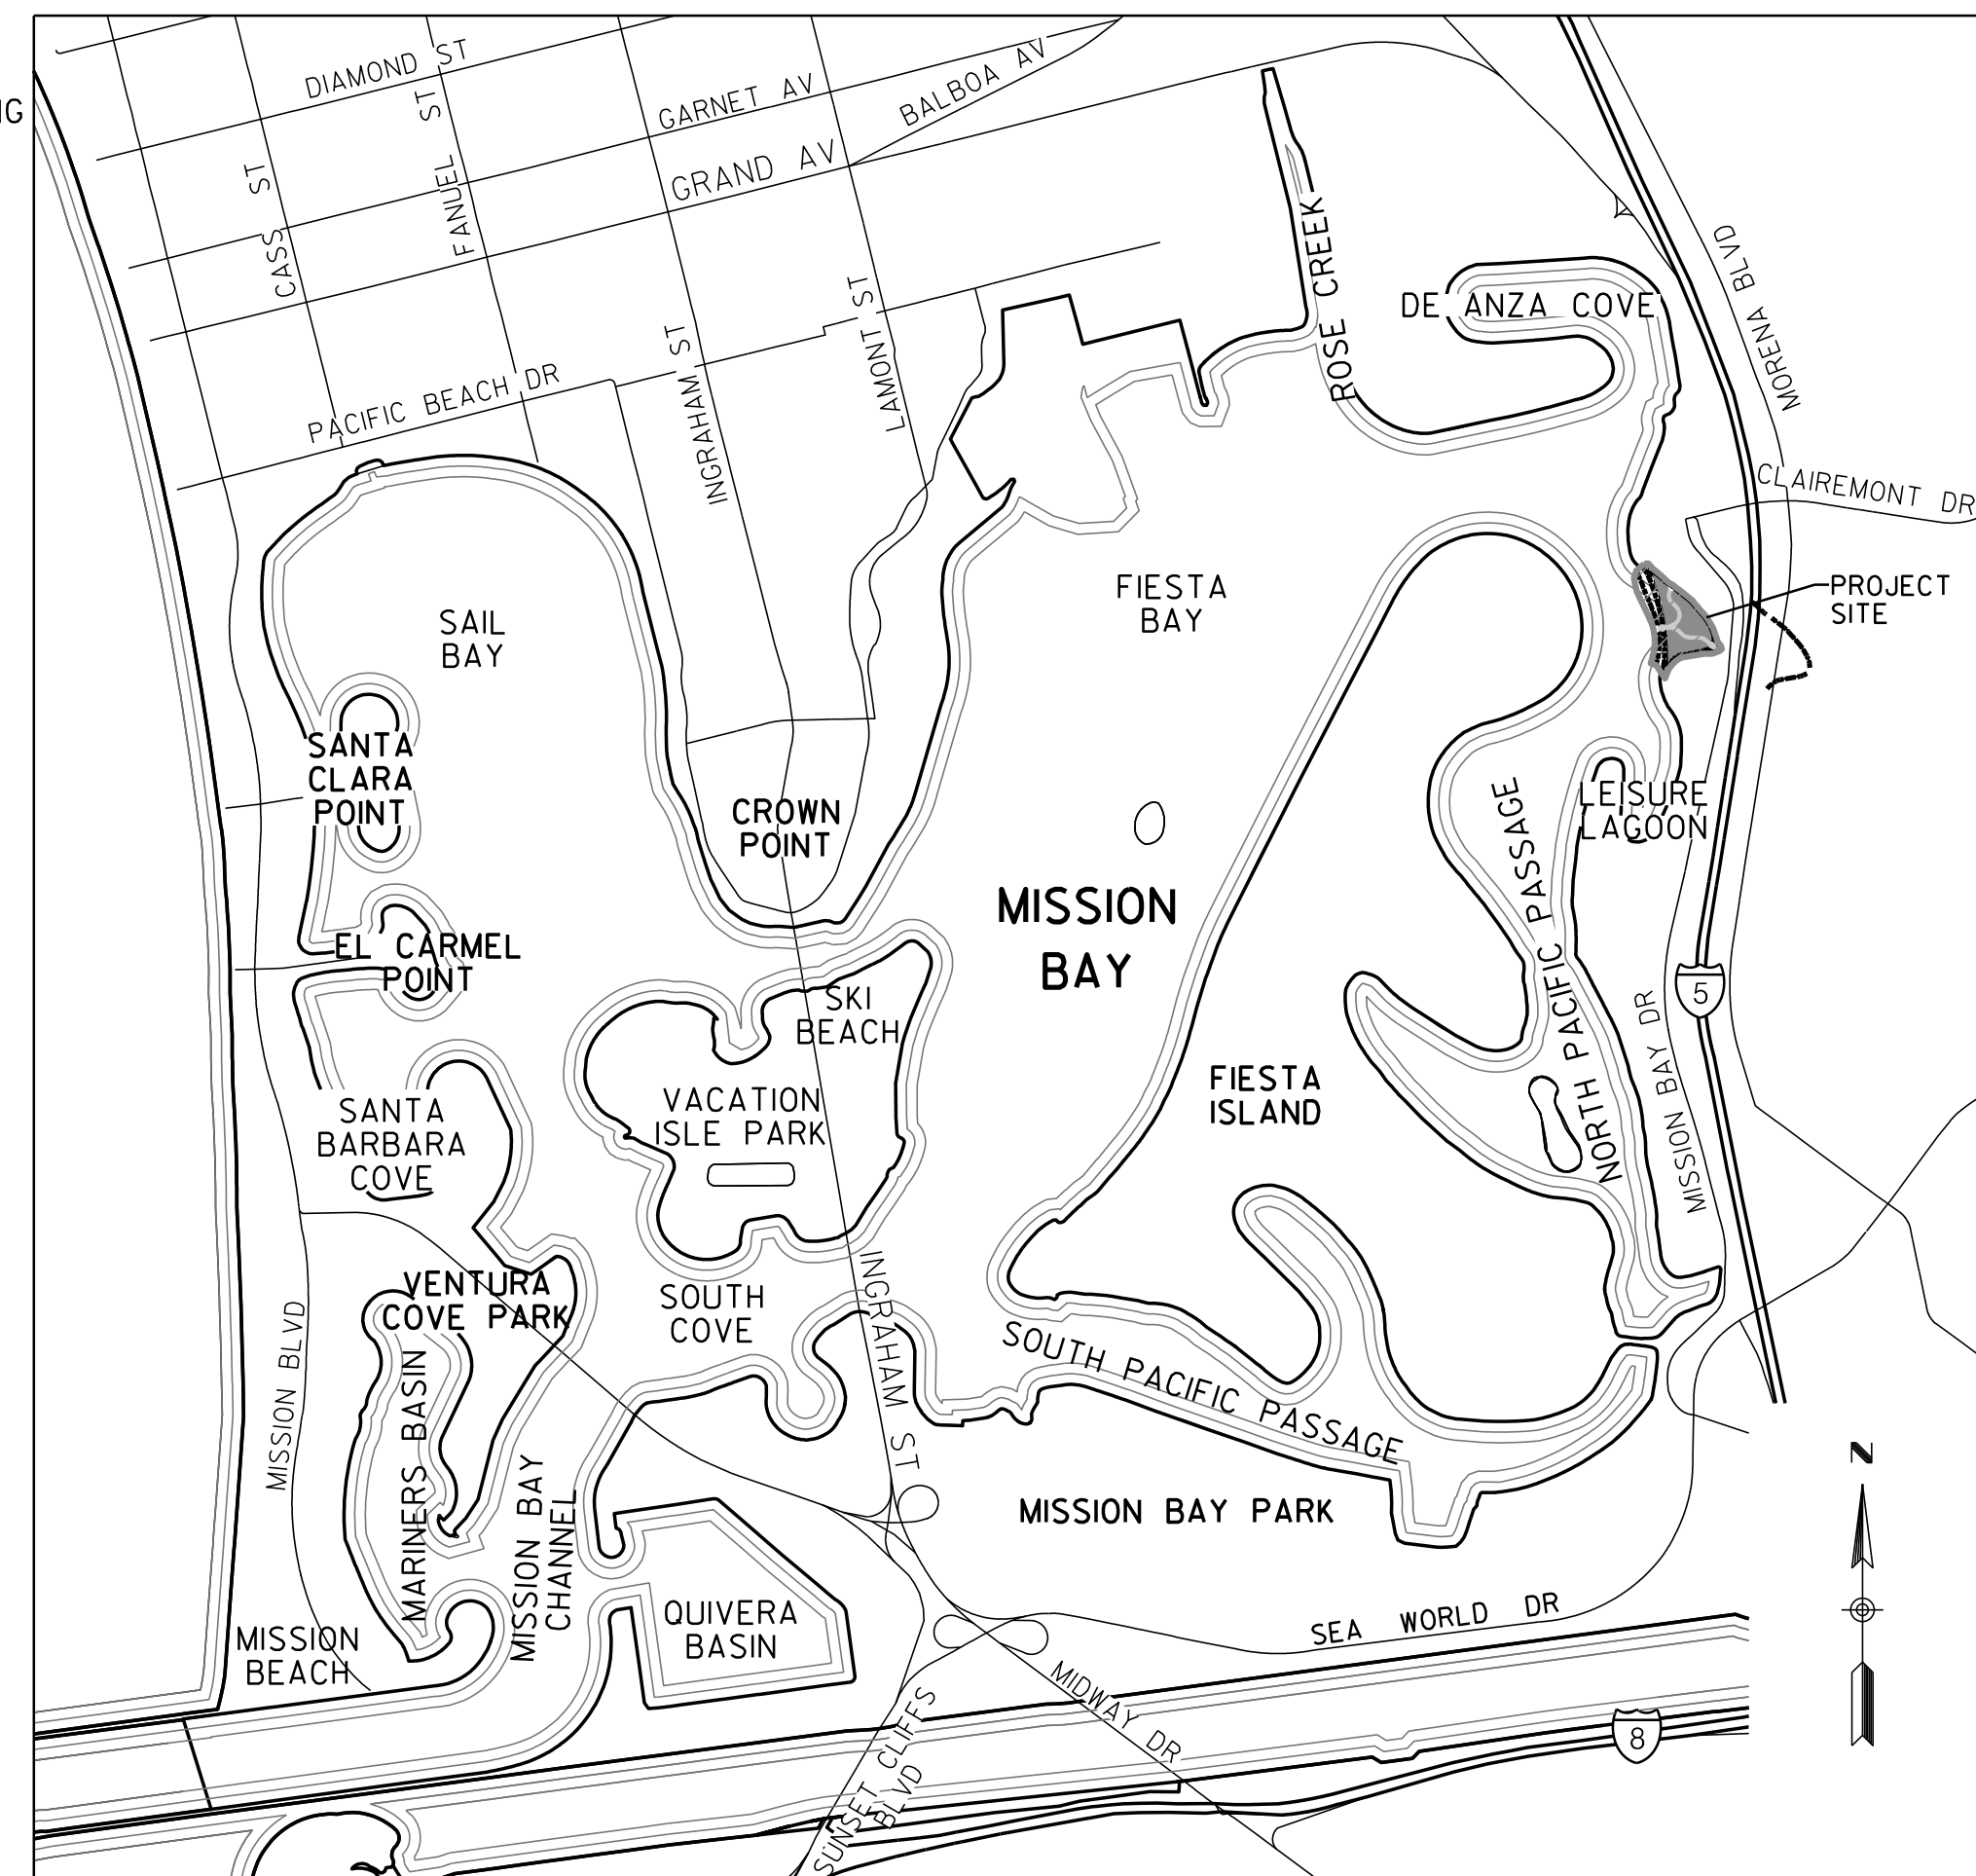 DIAMOND ST
GARNET AV
BALBOA AV
GRAND AV
CASS ST
FANUEL ST
INGRAHAM ST
LAMONT ST
PACIFIC BEACH DR
ROSE CREEK
DE ANZA COVE
MORENA BLVD
CLAIREMONT DR
PROJECT
SITE
FIESTA
BAY
SAIL
BAY
SANTA
CLARA
POINT
CROWN
POINT
LEISURE
LAGOON
MISSION
BAY
NORTH PACIFIC PASSAGE
EL CARMEL
POINT
SKI
BEACH
5
MISSION BAY DR
FIESTA
ISLAND
VACATION
ISLE PARK
SANTA
BARBARA
COVE
VENTURA
COVE PARK
SOUTH
COVE
INGRAHAM ST
SOUTH PACIFIC PASSAGE
MISSION BLVD
MARINERS BASIN
MISSION BAY
CHANNEL
MISSION BAY PARK
N
QUIVERA
BASIN
SEA WORLD DR
MISSION
BEACH
MIDWAY DR
SUNSET CLIFFS
BLVD
8